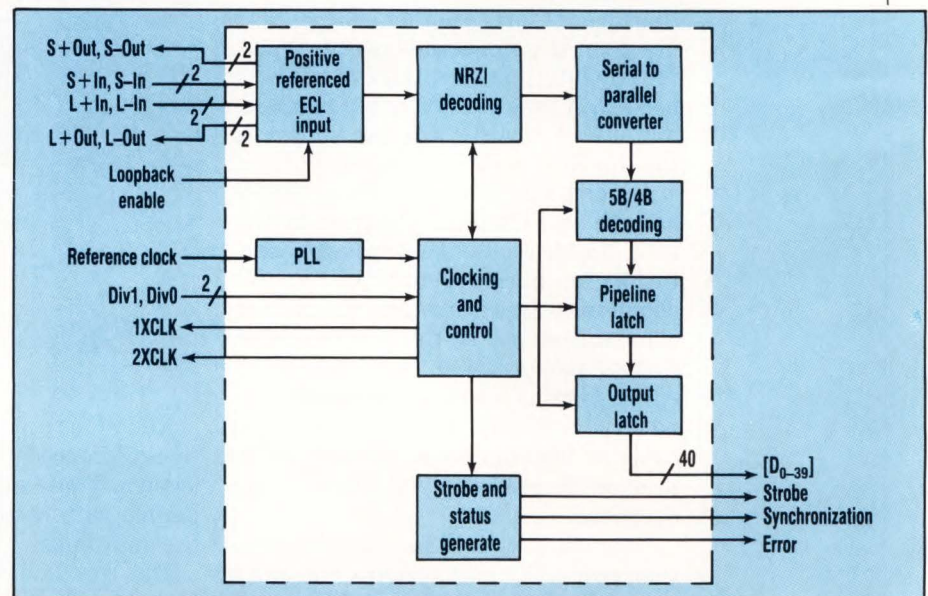 S+Out, S–Out
2
S+In, S–In
2
L+In, L–In
2
L+Out, L–Out
2
Loopback
enable
Positive
referenced
ECL
input
NRZI
decoding
Serial to
parallel
converter
5B/4B
decoding
Reference clock
PLL
Clocking
and
control
Pipeline
latch
Div1, Div0
2
1XCLK
2XCLK
Output
latch
40
[D0–39]
Strobe and
status
generate
Strobe
Synchronization
Error